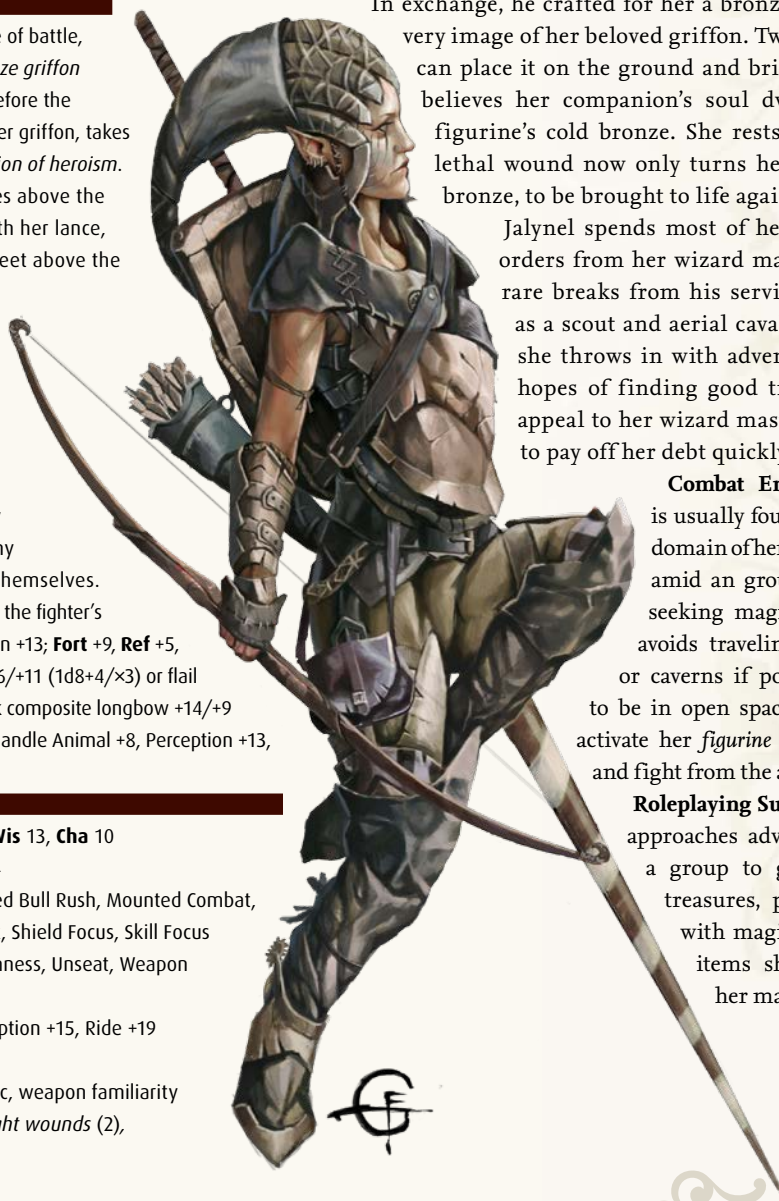 e of battle,
ze griffon
efore the
er griffon, takes
ion of heroism.
es above the
th her lance,
eet above the
ny
hemselves.
the fighter's
n +13; Fort +9, Ref +5,
6/+11 (1d8+4/×3) or flail
k composite longbow +14/+9
andle Animal +8, Perception +13,
Wis 13, Cha 10
ed Bull Rush, Mounted Combat,
, Shield Focus, Skill Focus
hness, Unseat, Weapon
ption +15, Ride +19
c, weapon familiarity
ght wounds (2),
In exchange, he crafted for her a bronz
very image of her beloved griffon. Tw
can place it on the ground and bri
believes her companion's soul dw
figurine's cold bronze. She rests
lethal wound now only turns he
bronze, to be brought to life agai
Jalynel spends most of he
orders from her wizard ma
rare breaks from his servi
as a scout and aerial cava
she throws in with adver
hopes of finding good tr
appeal to her wizard mas
to pay off her debt quickly
Combat En
is usually fou
domain of her
amid an grou
seeking magi
avoids travelin
or caverns if po
to be in open spac
activate her figurine
and fight from the a
Roleplaying Su
approaches adv
a group to g
treasures, p
with magi
items sh
her ma